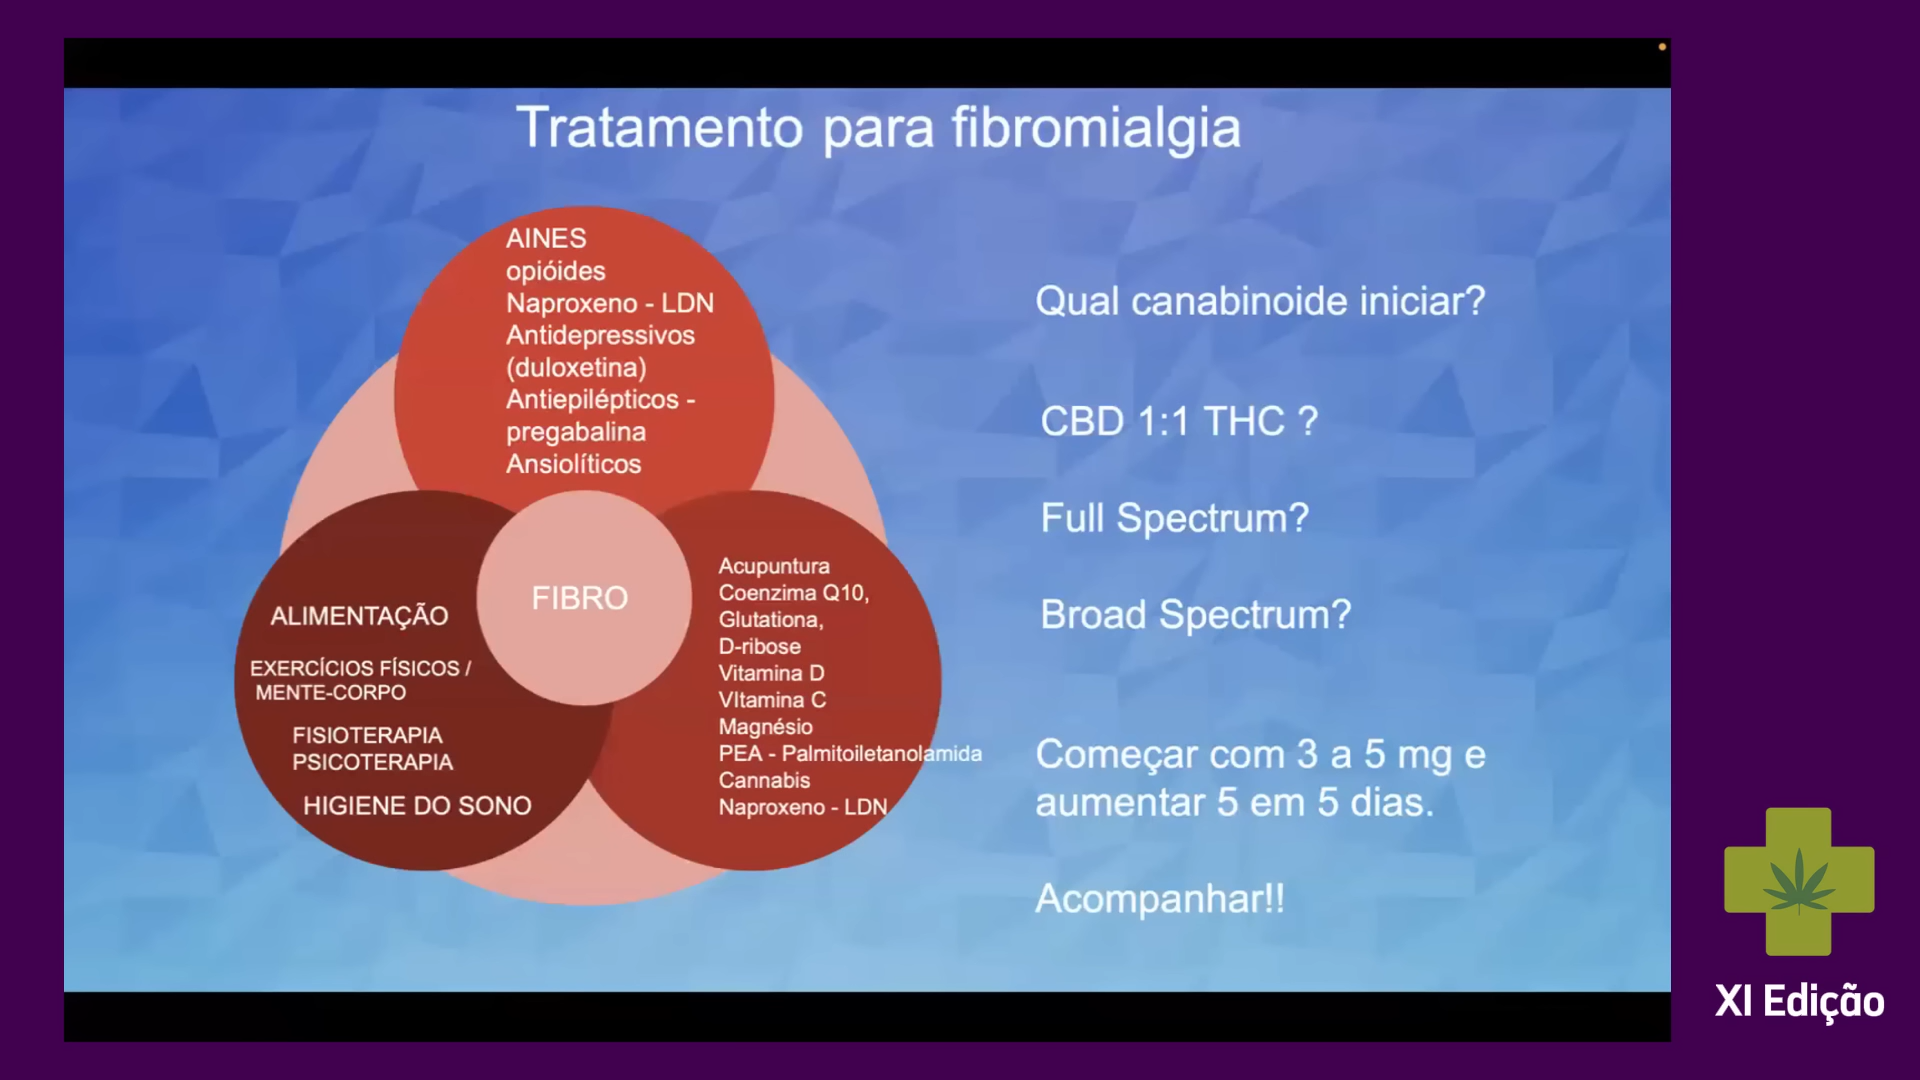 Tratamento para fibromialgia
AINES
opióides
Naproxeno - LDN
Antidepressivos
(duloxetina)
Antiepilépticos -
pregabalina
Ansiolíticos
FIBRO
ALIMENTAÇÃO
EXERCÍCIOS FÍSICOS /
MENTE-CORPO
FISIOTERAPIA
PSICOTERAPIA
HIGIENE DO SONO
Acupuntura
Coenzima Q10,
Glutationa,
D-ribose
Vitamina D
VItamina C
Magnésio
PEA - Palmitoiletanolamida
Cannabis
Naproxeno - LDN
Qual canabinoide iniciar?
CBD 1:1 THC ?
Full Spectrum?
Broad Spectrum?
Começar com 3 a 5 mg e
aumentar 5 em 5 dias.
Acompanhar!!
XI Edição